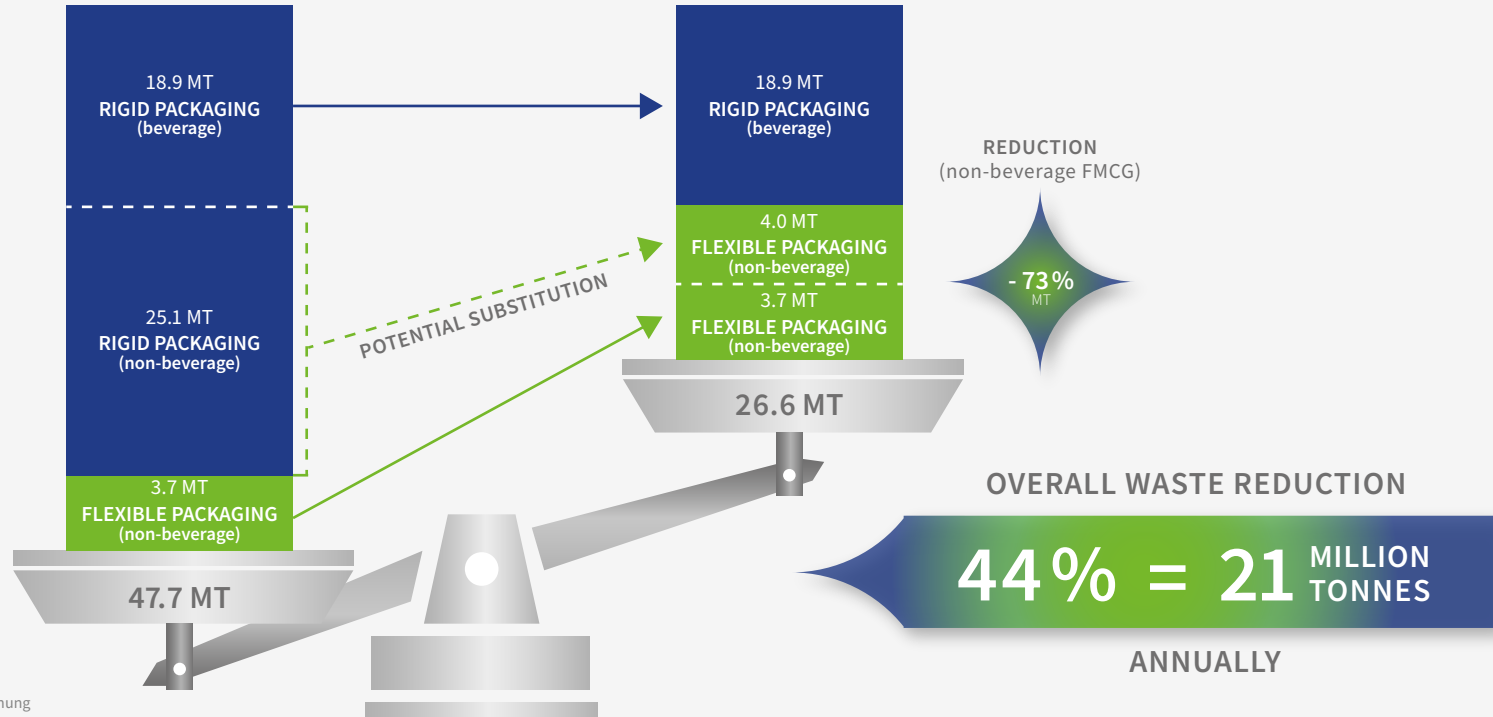 18.9 MT
RIGID PACKAGING
(beverage)
25.1 MT
RIGID PACKAGING
(non-beverage)
3.7 MT
FLEXIBLE PACKAGING
(non-beverage)
47.7 MT
POTENTIAL SUBSTITUTION
18.9 MT
RIGID PACKAGING
(beverage)
4.0 MT
FLEXIBLE PACKAGING
(non-beverage)
3.7 MT
FLEXIBLE PACKAGING
(non-beverage)
26.6 MT
REDUCTION
(non-beverage FMCG)
- 73%
MT
OVERALL WASTE REDUCTION
44% = 21 MILLION
TONNES
ANNUALLY